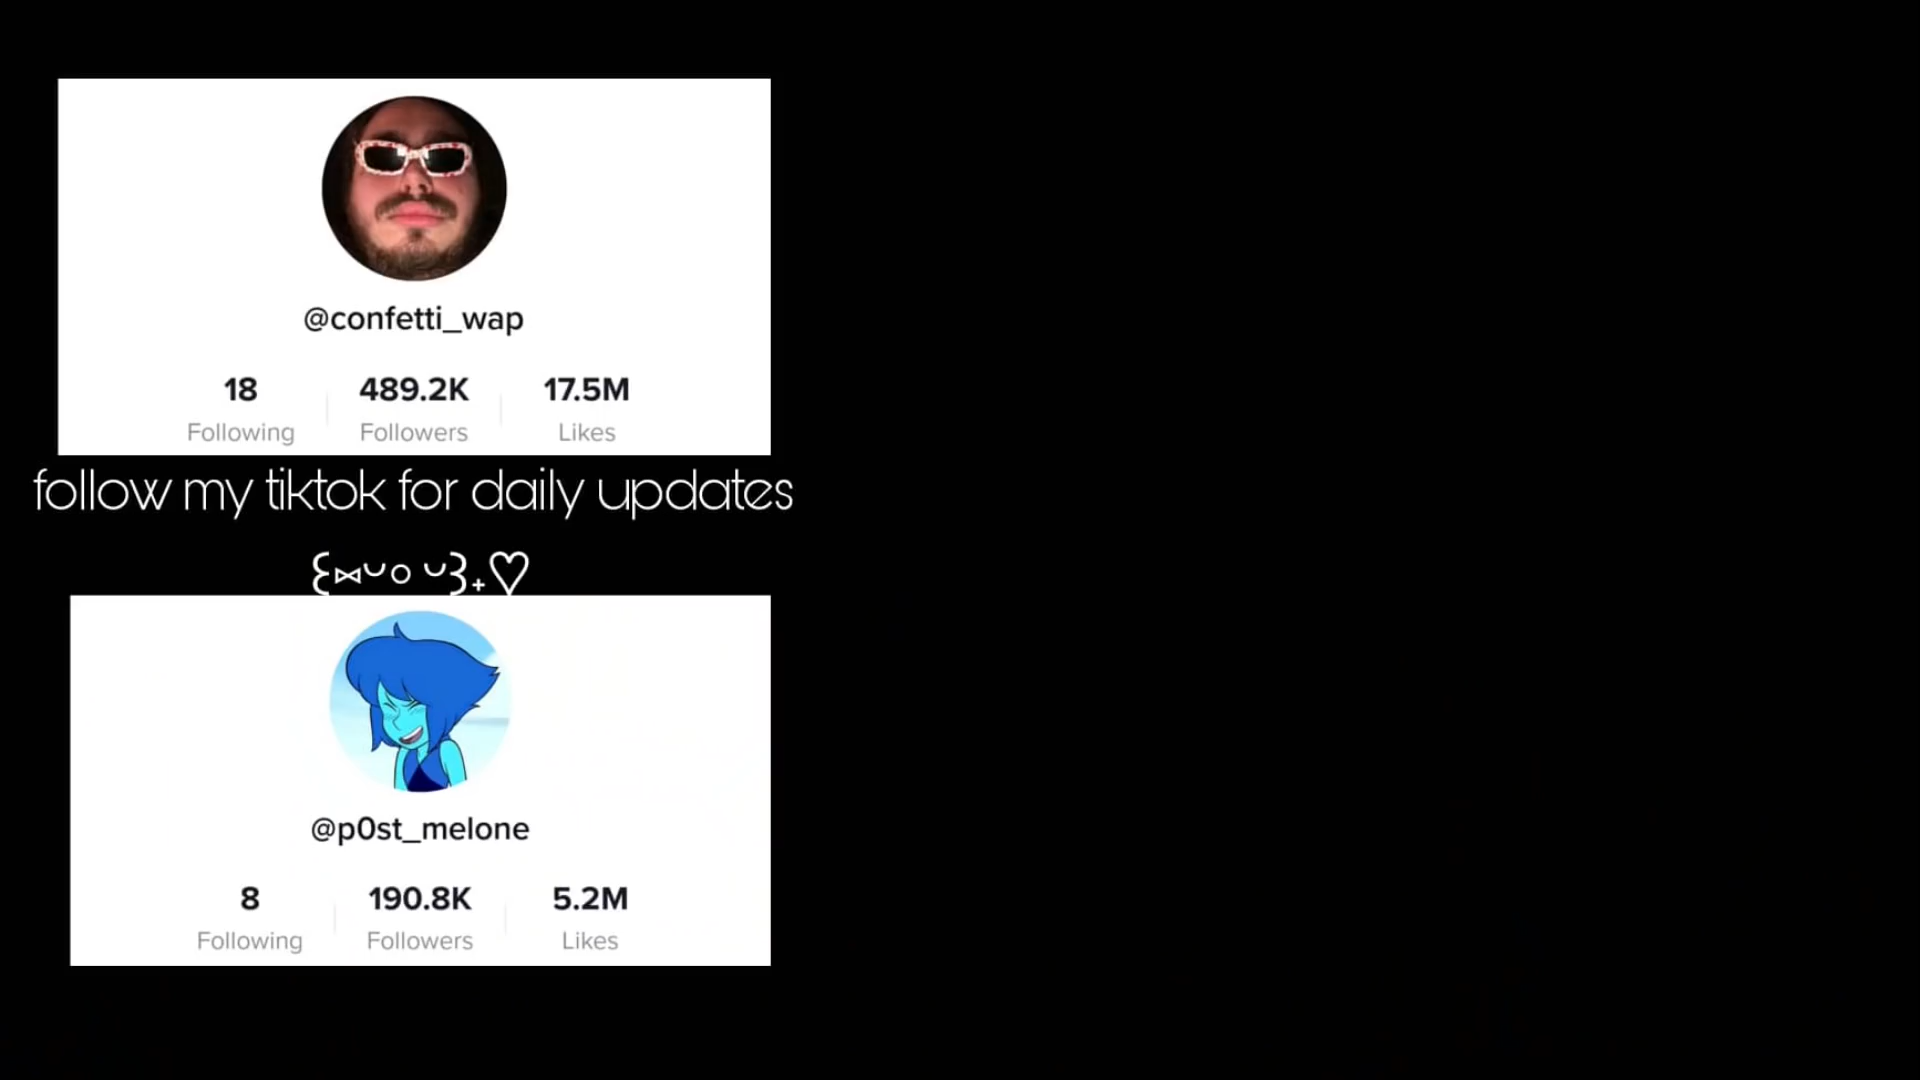 @confetti_wap
18 489.2K 17.5M
Following Followers Likes
follow my tiktok for daily updates
꒰⑅ᵕ༚ᵕ꒱˖♡
@p0st_melone
8 190.8K 5.2M
Following Followers Likes